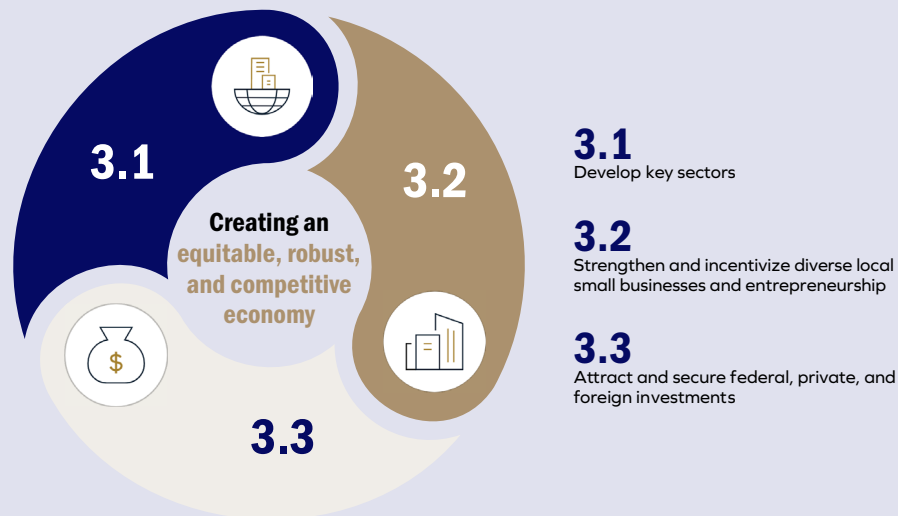 3.1
3.2
Creating an
equitable, robust,
and competitive
economy
$
3.3
3.1
Develop key sectors
3.2
Strengthen and incentivize diverse local
small businesses and entrepreneurship
3.3
Attract and secure federal, private, and
foreign investments